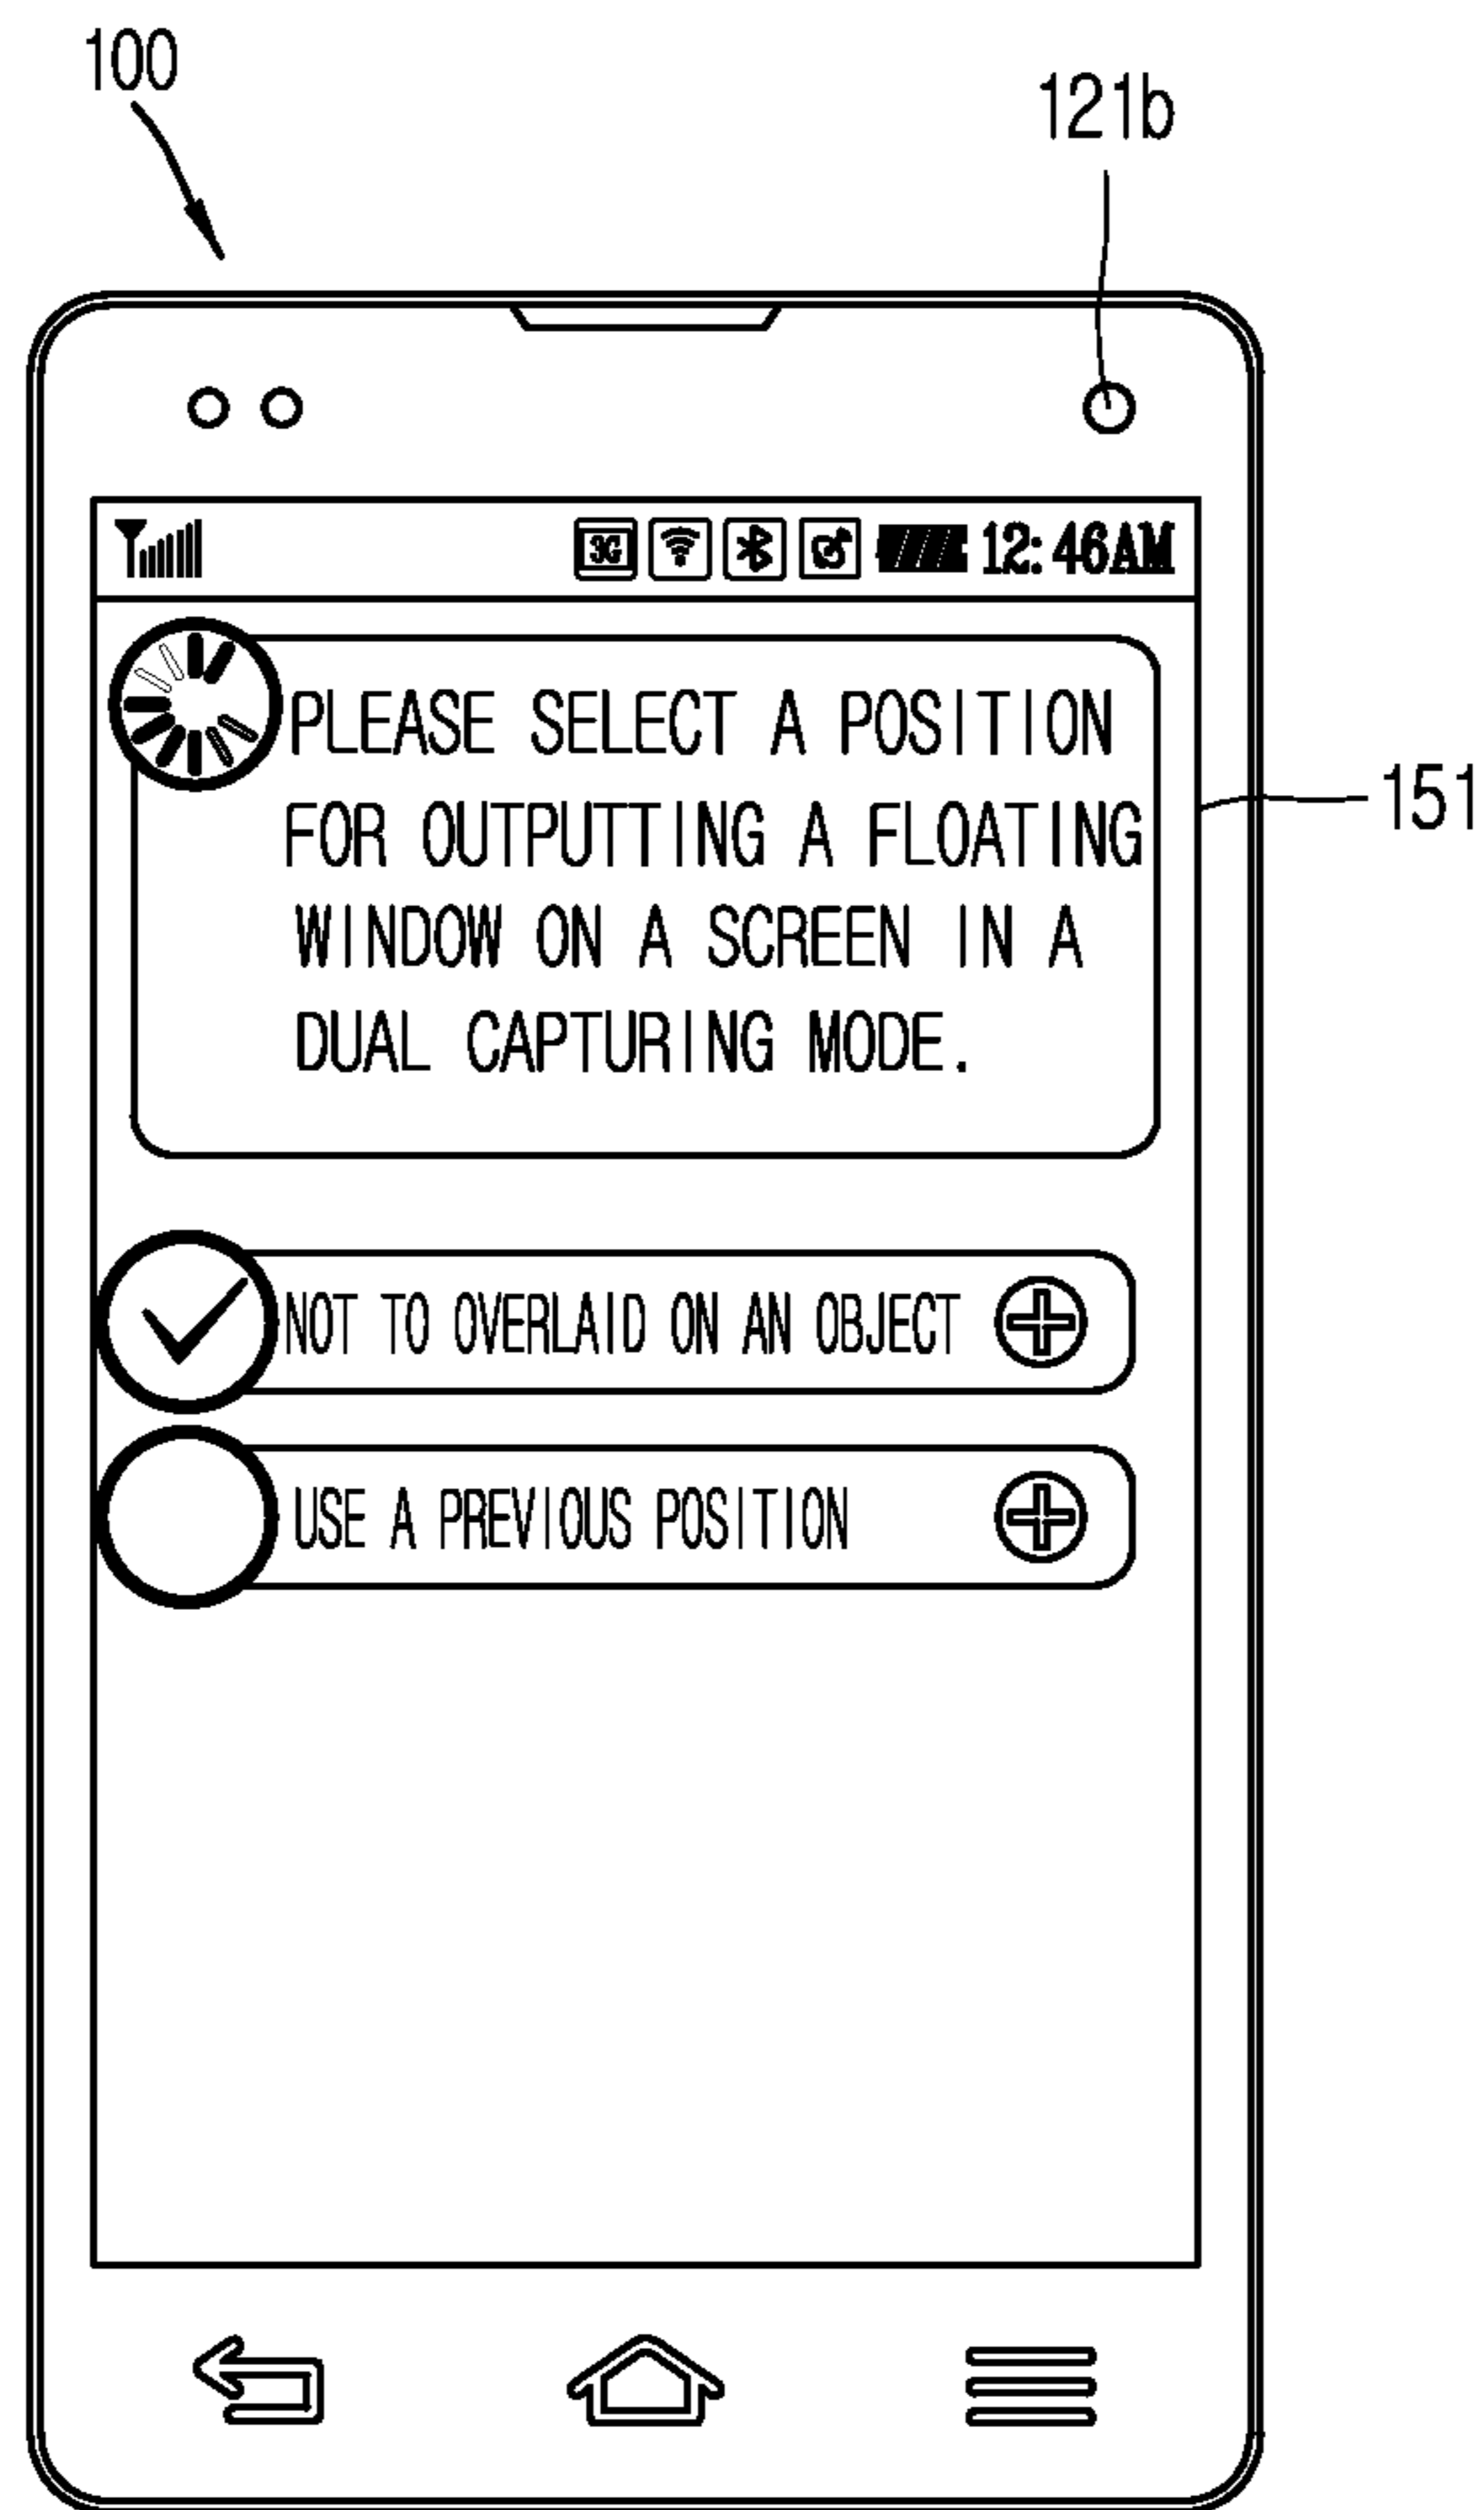 100
121b
3G
12:46AM
PLEASE SELECT A POSITION
FOR OUTPUTTING A FLOATING
WINDOW ON A SCREEN IN A
DUAL CAPTURING MODE.
151
NOT TO OVERLAID ON AN OBJECT
USE A PREVIOUS POSITION